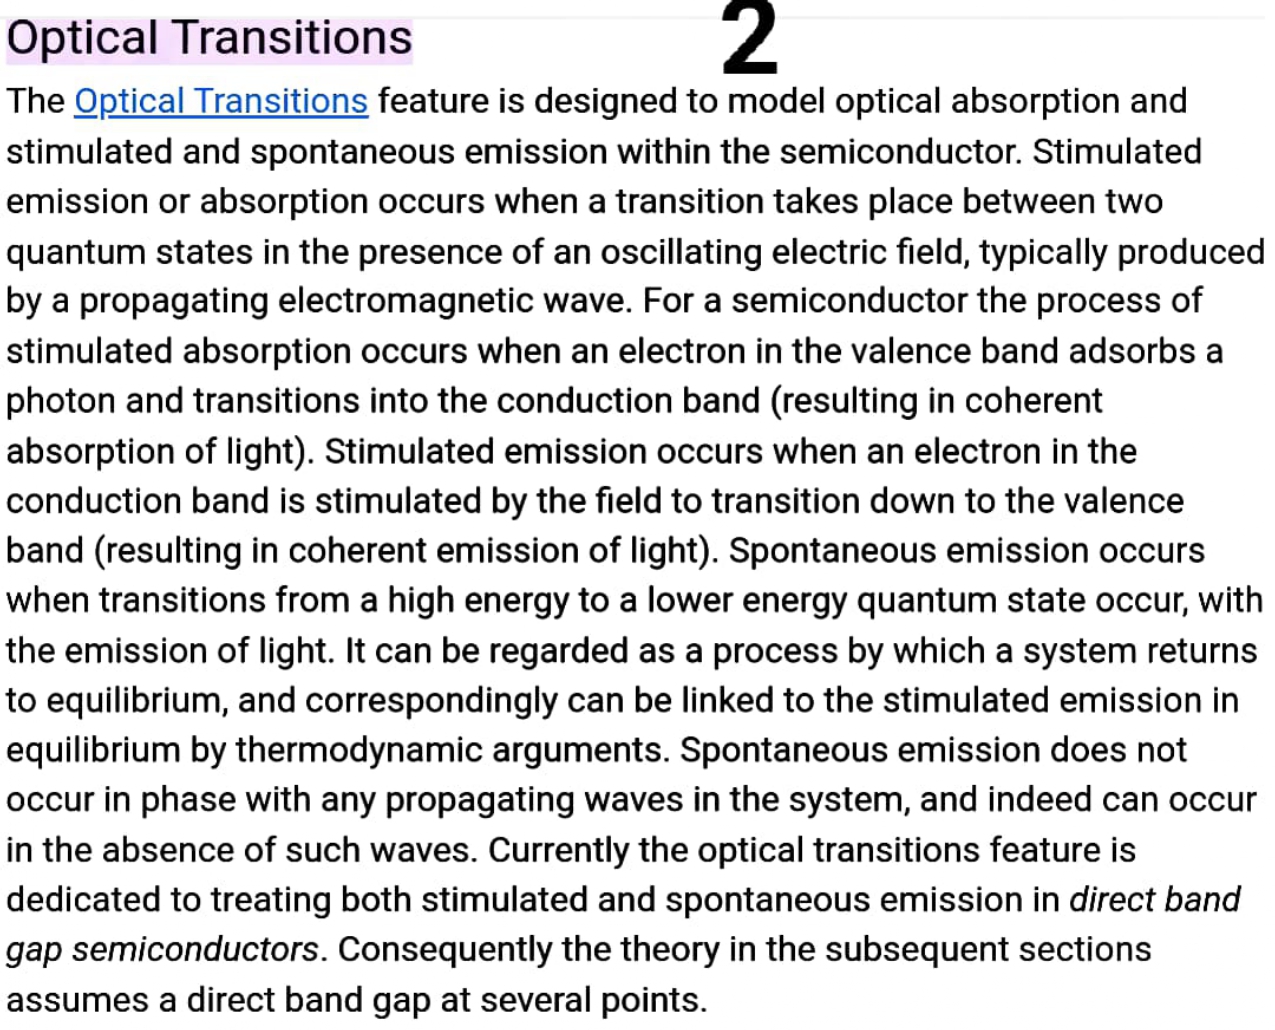 Optical Transitions
2
The Optical Transitions feature is designed to model optical absorption and
stimulated and spontaneous emission within the semiconductor. Stimulated
emission or absorption occurs when a transition takes place between two
quantum states in the presence of an oscillating electric field, typically produced
by a propagating electromagnetic wave. For a semiconductor the process of
stimulated absorption occurs when an electron in the valence band adsorbs a
photon and transitions into the conduction band (resulting in coherent
absorption of light). Stimulated emission occurs when an electron in the
conduction band is stimulated by the field to transition down to the valence
band (resulting in coherent emission of light). Spontaneous emission occurs
when transitions from a high energy to a lower energy quantum state occur, with
the emission of light. It can be regarded as a process by which a system returns
to equilibrium, and correspondingly can be linked to the stimulated emission in
equilibrium by thermodynamic arguments. Spontaneous emission does not
occur in phase with any propagating waves in the system, and indeed can occur
in the absence of such waves. Currently the optical transitions feature is
dedicated to treating both stimulated and spontaneous emission in direct band
gap semiconductors. Consequently the theory in the subsequent sections
assumes a direct band gap at several points.